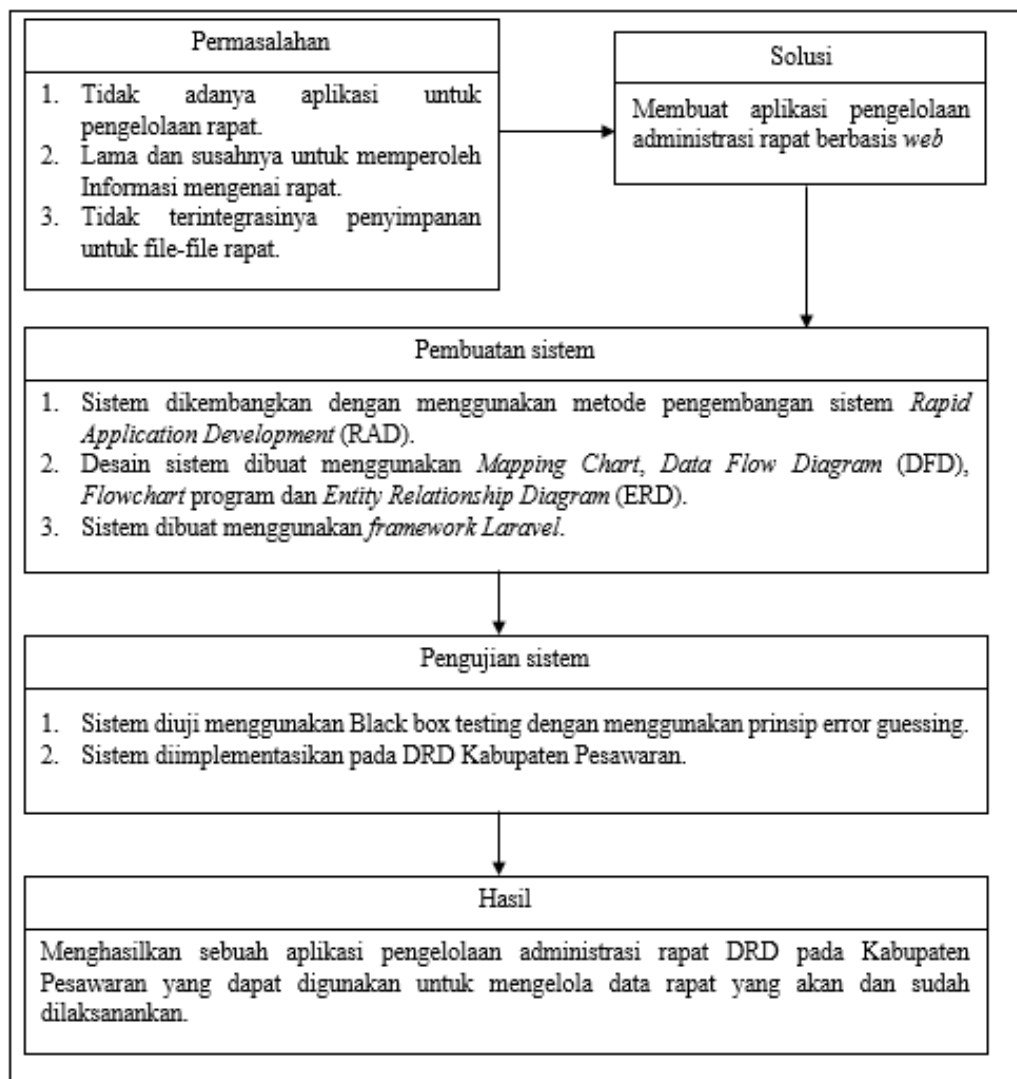 Permasalahan
1. Tidak adanya aplikasi untuk
pengelolaan rapat.
2. Lama dan susahnya untuk memperoleh
Informasi mengenai rapat.
3. Tidak terintegrasinya penyimpanan
untuk file-file rapat.
Solusi
Membuat aplikasi pengelolaan
administrasi rapat berbasis web
Pembuatan sistem
1. Sistem dikembangkan dengan menggunakan metode pengembangan sistem Rapid
Application Development (RAD).
2. Desain sistem dibuat menggunakan Mapping Chart, Data Flow Diagram (DFD),
Flowchart program dan Entity Relationship Diagram (ERD).
3. Sistem dibuat menggunakan framework Laravel.
Pengujian sistem
1. Sistem diuji menggunakan Black box testing dengan menggunakan prinsip error guessing.
2. Sistem diimplementasikan pada DRD Kabupaten Pesawaran.
Hasil
Menghasilkan sebuah aplikasi pengelolaan administrasi rapat DRD pada Kabupaten
Pesawaran yang dapat digunakan untuk mengelola data rapat yang akan dan sudah
dilaksanankan.